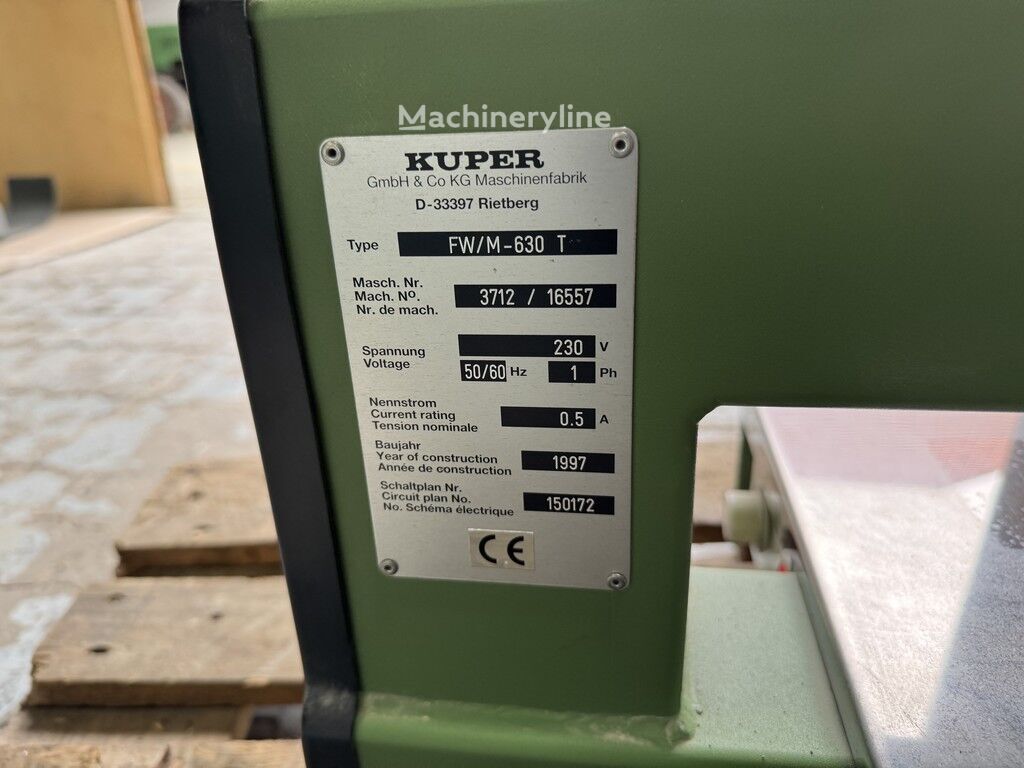 Machineryline
KUPER
GmbH & Co KG Maschinenfabrik
D-33397 Rietberg
Type FW/M-630 T
Masch. Nr.
Mach. Nº. 3712 / 16557
Nr. de mach.
Spannung 230 V
Voltage 50/60 Hz 1 Ph
Nennstrom
Current rating 0.5 A
Tension nominale
Baujahr
Year of construction 1997
Année de construction
Schaltplan Nr.
Circuit plan No. 150172
No. Schéma électrique
CE